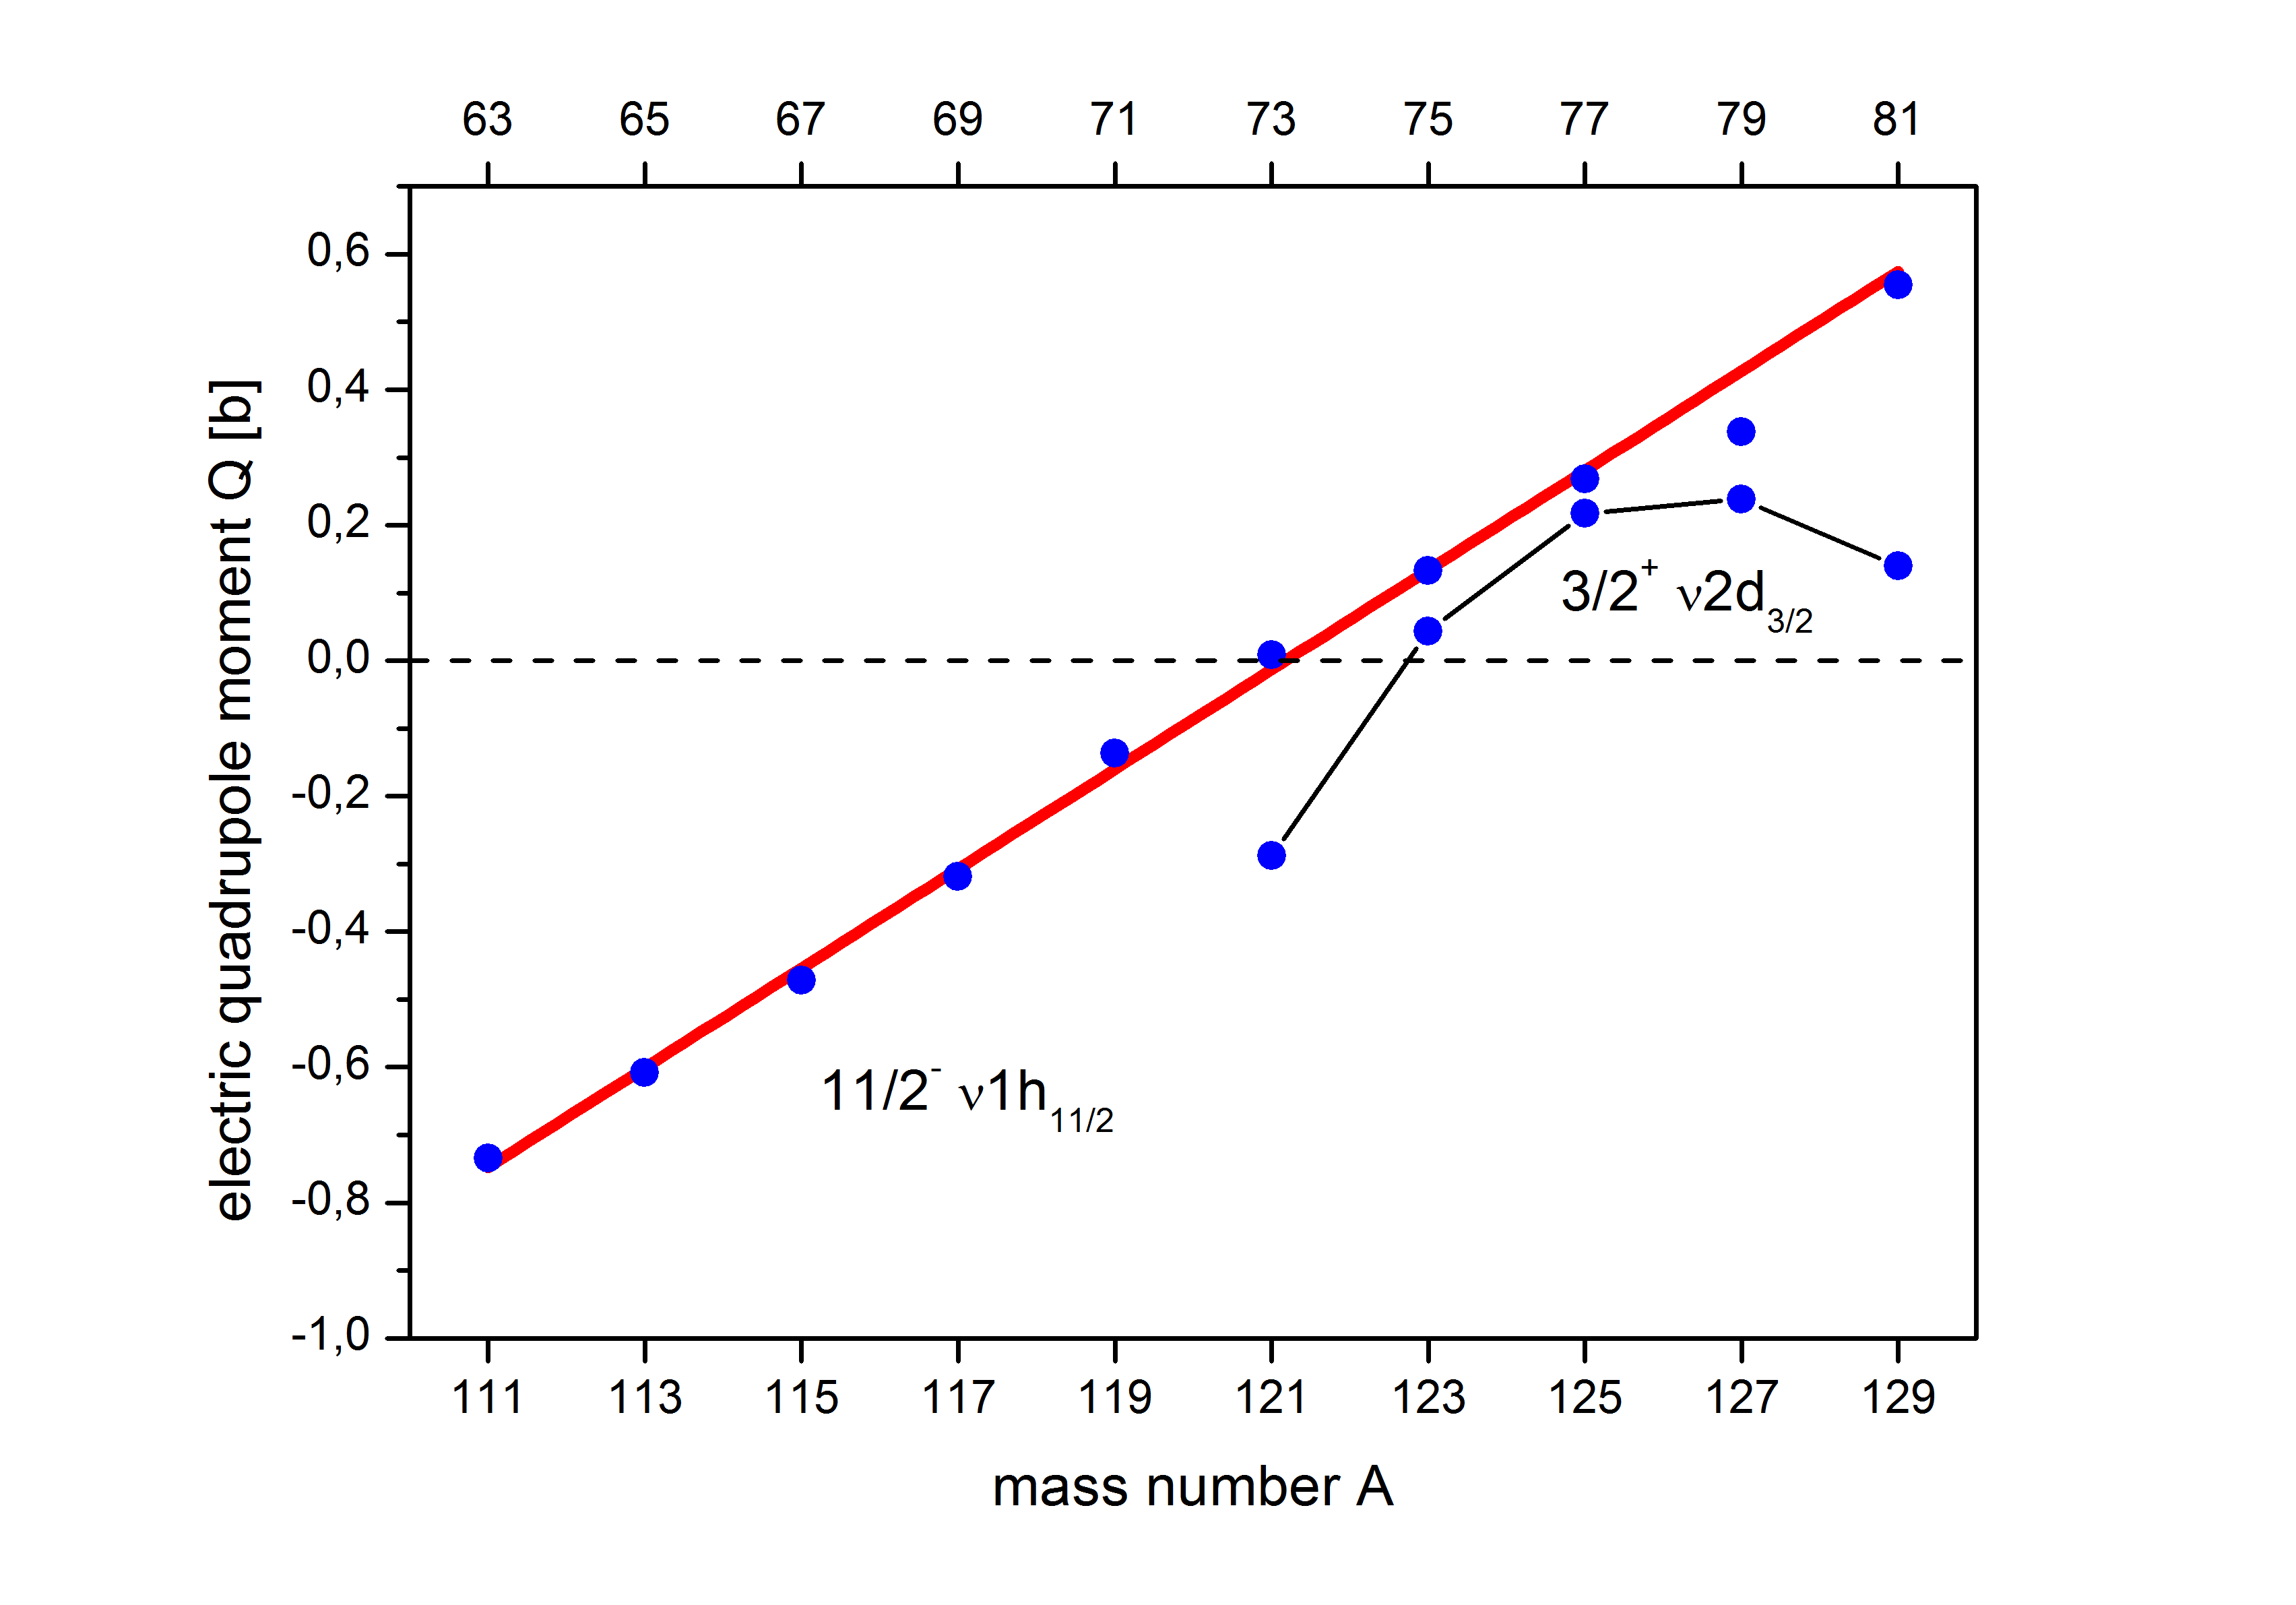 63 65 67 69 71 73 75 77 79 81
electric quadrupole moment Q [b]
0,6
0,4
0,2
0,0
-0,2
-0,4
-0,6
-0,8
-1,0
3/2⁺ ν2d₃/₂
11/2⁻ ν1h₁₁/₂
111 113 115 117 119 121 123 125 127 129
mass number A